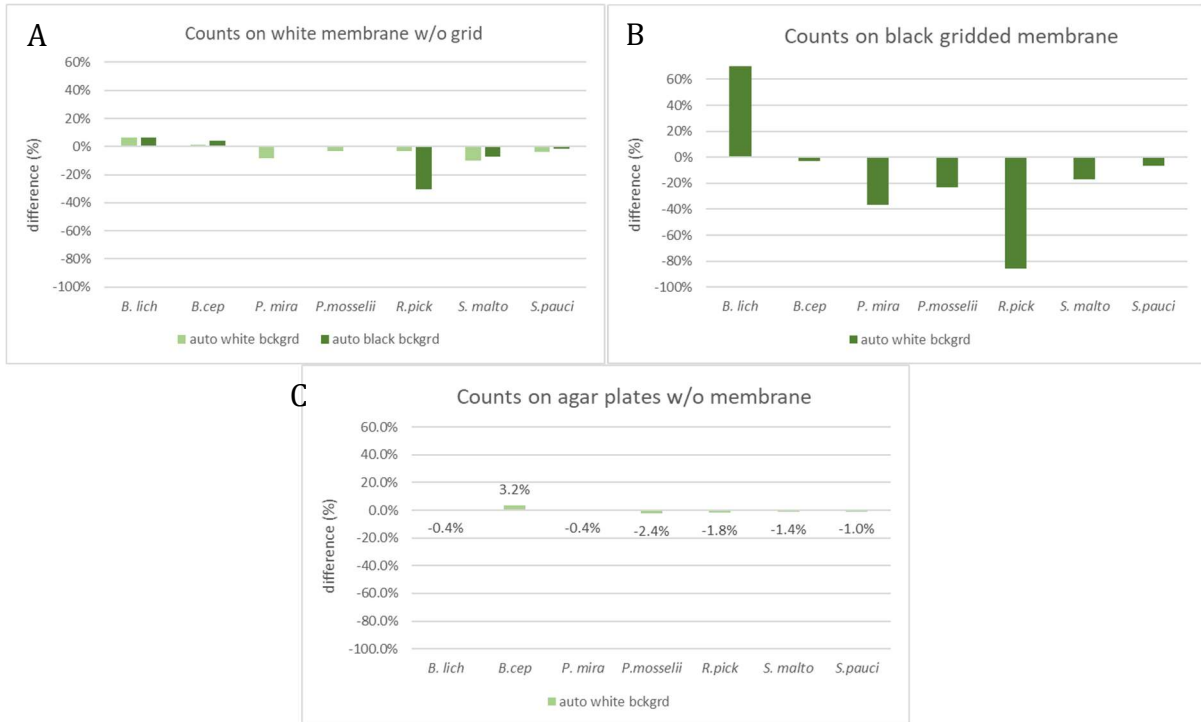 A
Counts on white membrane w/o grid
60%
40%
20%
0%
-20%
-40%
-60%
-80%
-100%
difference (%)
B. lich B.cep P. mira P.mosselii R.pick S. malto S.pauci
auto white bckgrd auto black bckgrd
B
Counts on black gridded membrane
60%
40%
20%
0%
-20%
-40%
-60%
-80%
-100%
difference (%)
B. lich B.cep P. mira P.mosselii R.pick S. malto S.pauci
auto white bckgrd
C
Counts on agar plates w/o membrane
60.0%
40.0%
20.0%
0.0%
-20.0%
-40.0%
-60.0%
-80.0%
-100.0%
difference (%)
3.2%
-0.4% -0.4% -2.4% -1.8% -1.4% -1.0%
B. lich B.cep P. mira P.mosselii R.pick S. malto S.pauci
auto white bckgrd